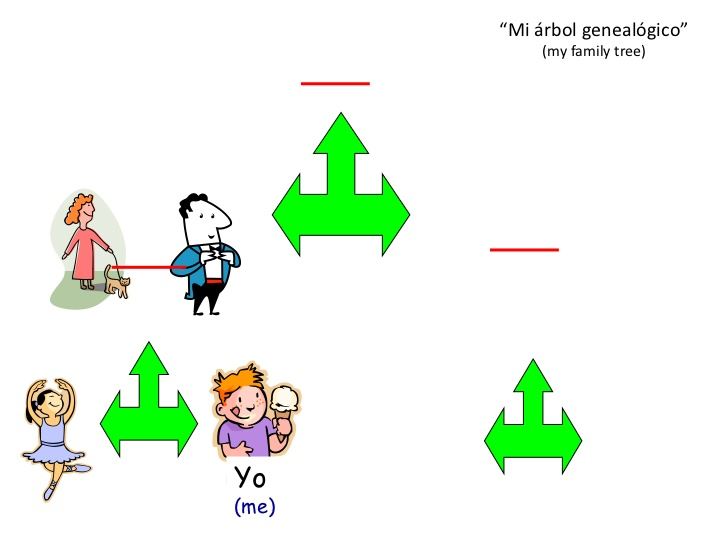 “Mi árbol genealógico”
(my family tree)
Yo
(me)